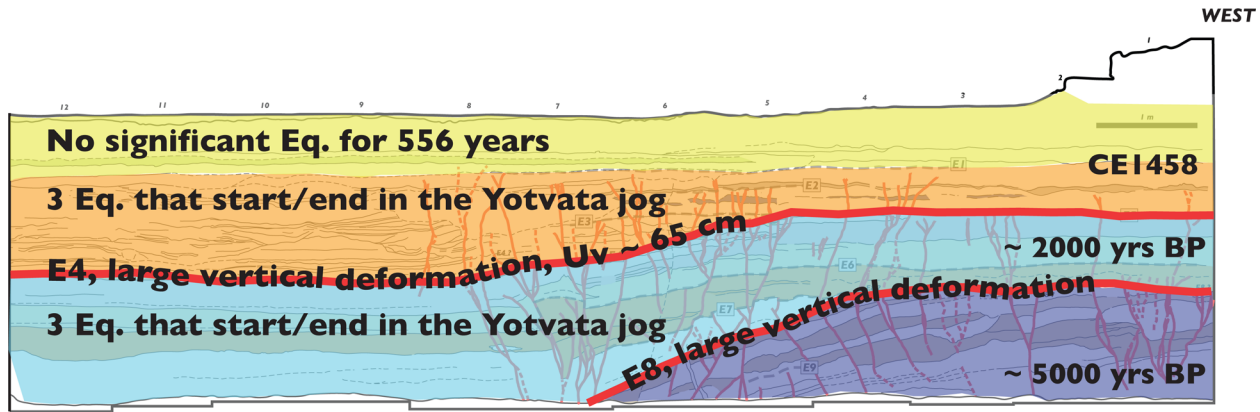 WEST
1
2
12 11 10 9 8 7 6 5 4 3
1 m
No significant Eq. for 556 years
E1
CE1458
E2
3 Eq. that start/end in the Yotvata jog
E3
E4, large vertical deformation, Uv ~ 65 cm
~ 2000 yrs BP
E6
E7
3 Eq. that start/end in the Yotvata jog
E8, large vertical deformation
E9
~ 5000 yrs BP